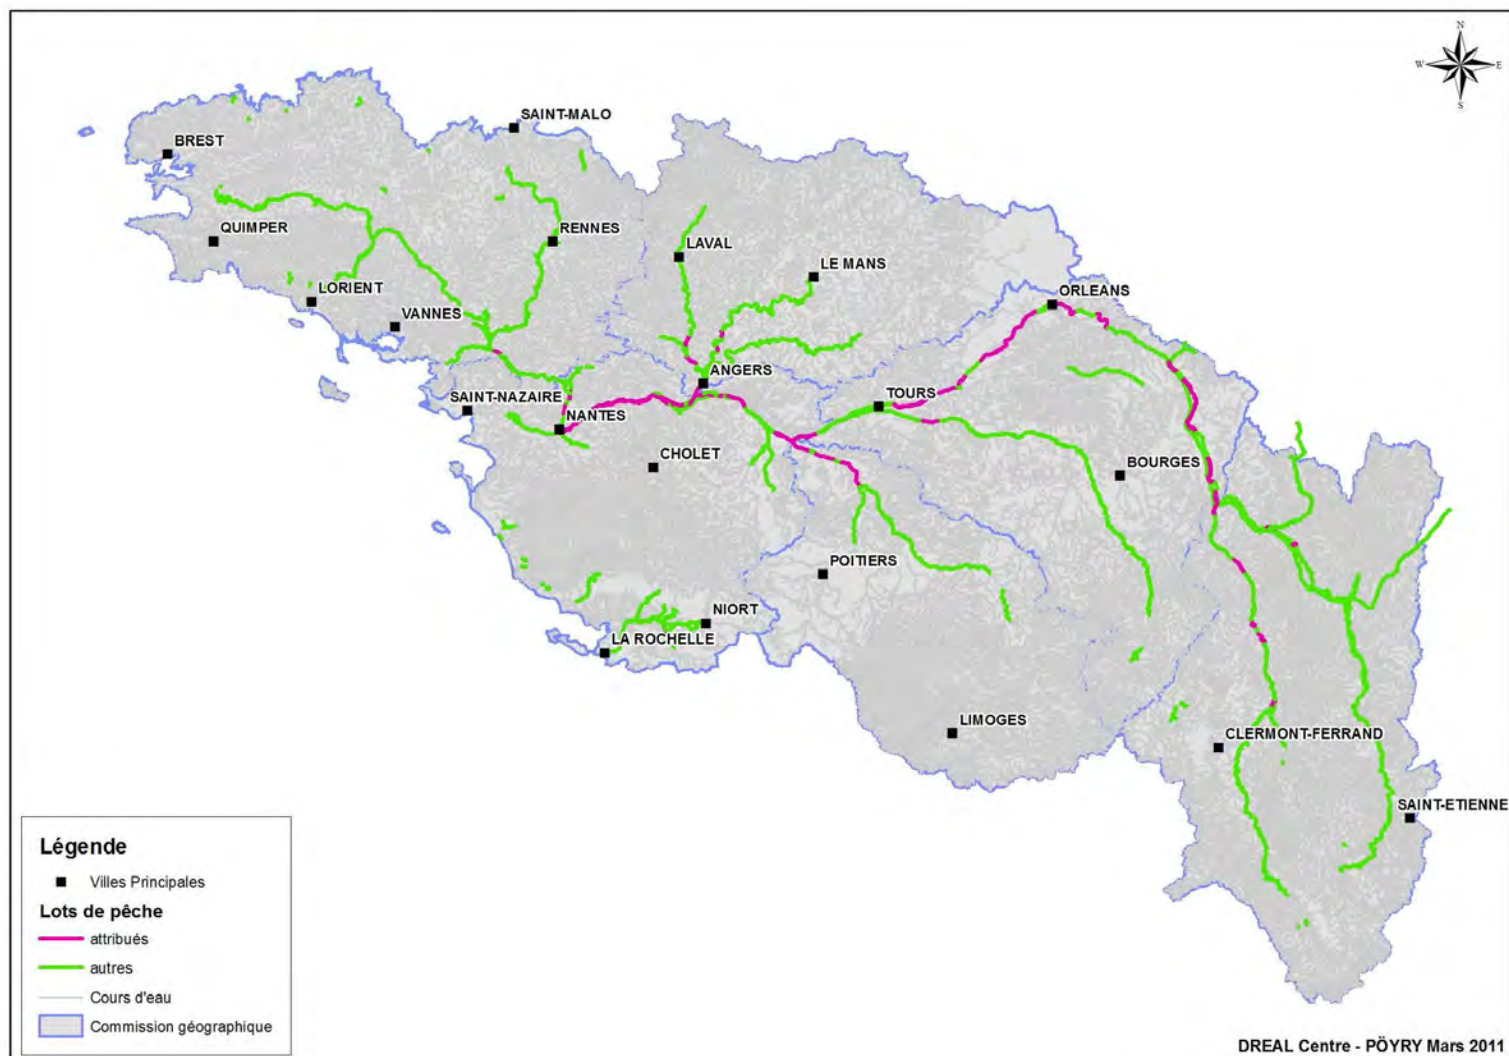 N
W
E
S
SAINT-MALO
BREST
QUIMPER
RENNES
LAVAL
LE MANS
LORIENT
ORLEANS
VANNES
ANGERS
SAINT-NAZAIRE
TOURS
NANTES
CHOLET
BOURGES
POITIERS
NIORT
LA ROCHELLE
LIMOGES
CLERMONT-FERRAND
SAINT-ETIENNE
Légende
Villes Principales
Lots de pêche
attribués
autres
Cours d'eau
Commission géographique
DREAL Centre - PÖYRY Mars 2011